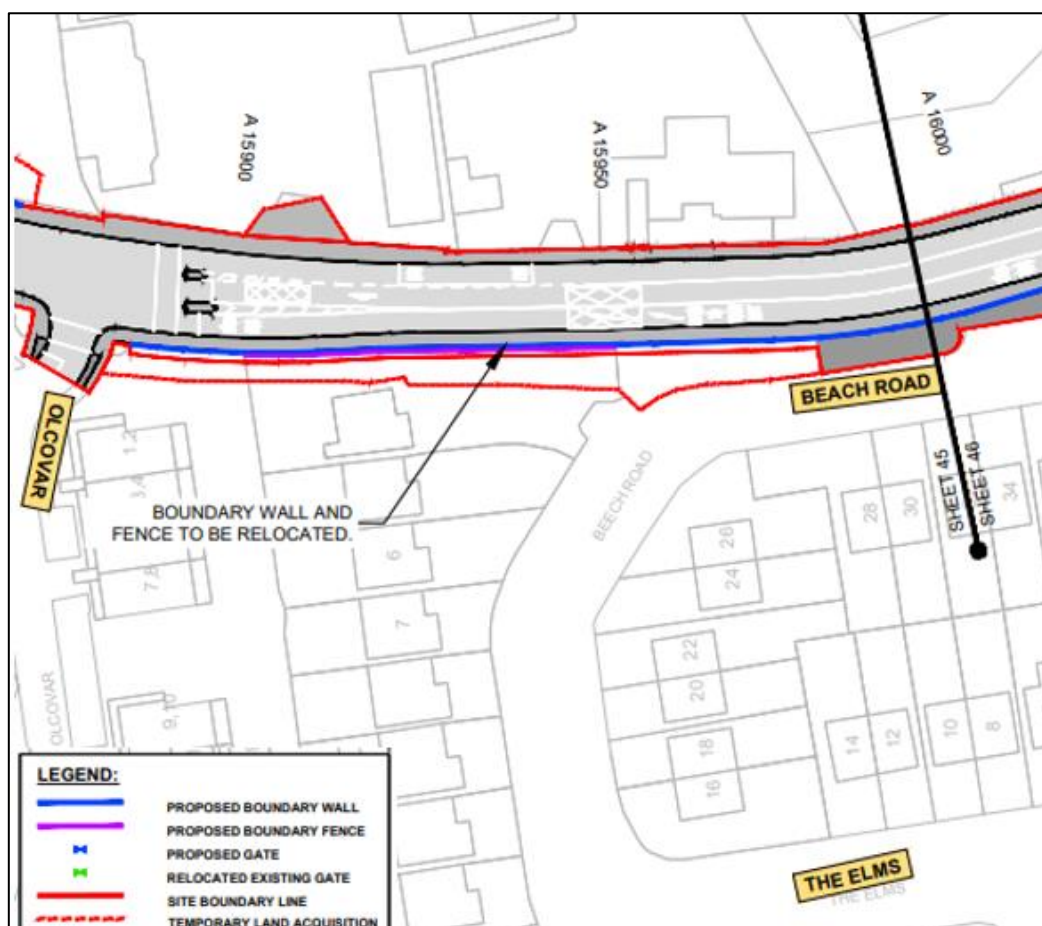 A 15900
A 15950
A 16000
OLCOVAR
BEACH ROAD
SHEET 45
SHEET 46
BOUNDARY WALL AND
FENCE TO BE RELOCATED.
BEECH ROAD
1,2
3,4
7,8
9,10
6
7
28
30
34
26
24
22
20
18
16
14
12
10
8
OLCOVAR
THE ELMS
THE ELMS
LEGEND:
PROPOSED BOUNDARY WALL
PROPOSED BOUNDARY FENCE
PROPOSED GATE
RELOCATED EXISTING GATE
SITE BOUNDARY LINE
TEMPORARY LAND ACQUISITION